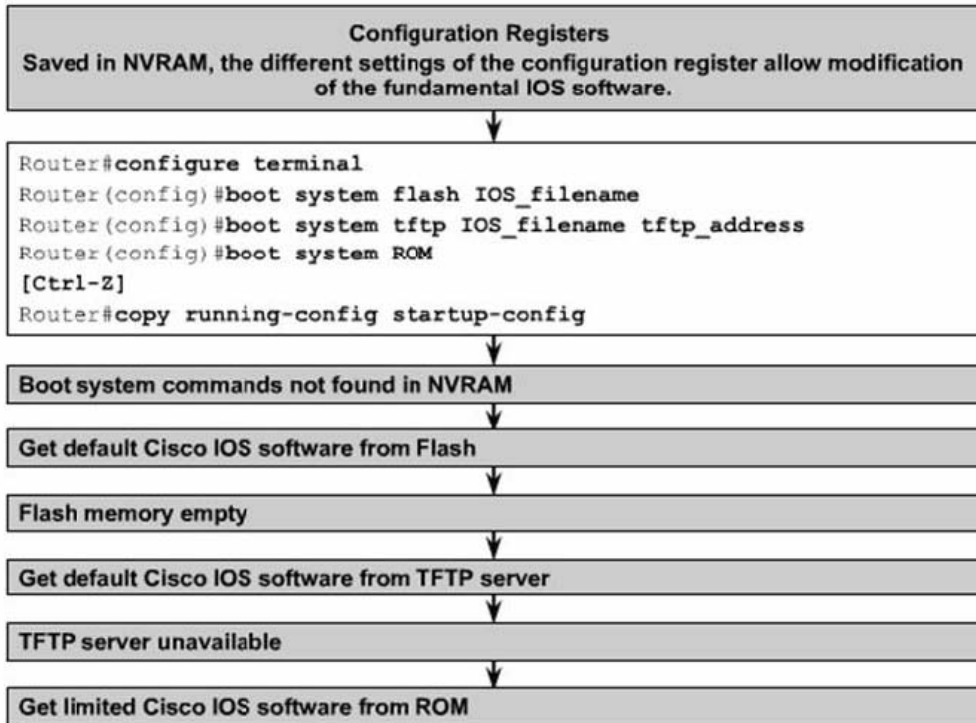 Configuration Registers
Saved in NVRAM, the different settings of the configuration register allow modification
of the fundamental IOS software.
Router#configure terminal
Router(config)#boot system flash IOS_filename
Router(config)#boot system tftp IOS_filename tftp_address
Router(config)#boot system ROM
[Ctrl-Z]
Router#copy running-config startup-config
Boot system commands not found in NVRAM
Get default Cisco IOS software from Flash
Flash memory empty
Get default Cisco IOS software from TFTP server
TFTP server unavailable
Get limited Cisco IOS software from ROM